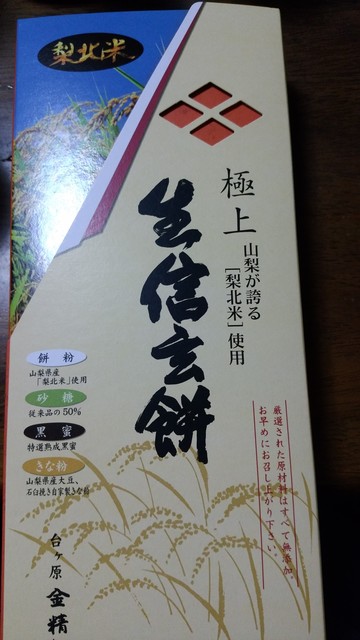 梨北米
極上
山梨が誇る
[梨北米]使用
生信玄餅
餅粉
山梨県産
「梨北米」使用
砂糖
従来品の50%
黒蜜
特選熟成黒蜜
きな粉
山梨県産大豆、
石臼挽き自家製きな粉
厳選された原材料はすべて無添加
お早めにお召し上がり下さい。
台ヶ原 金精